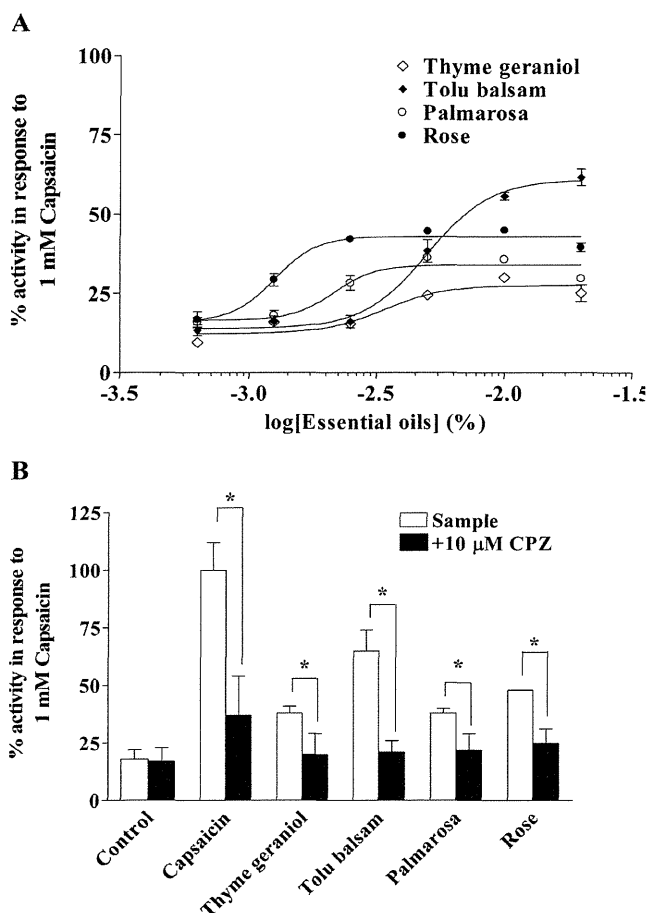 A
% activity in response to
1 mM Capsaicin
100
75
50
25
0
Thyme geraniol
Tolu balsam
Palmarosa
Rose
-3.5
-3.0
-2.5
-2.0
-1.5
log[Essential oils] (%)
B
% activity in response to
1 mM Capsaicin
125
100
75
50
25
0
Sample
+10 μM CPZ
*
*
*
*
*
Control
Capsaicin
Thyme geraniol
Tolu balsam
Palmarosa
Rose